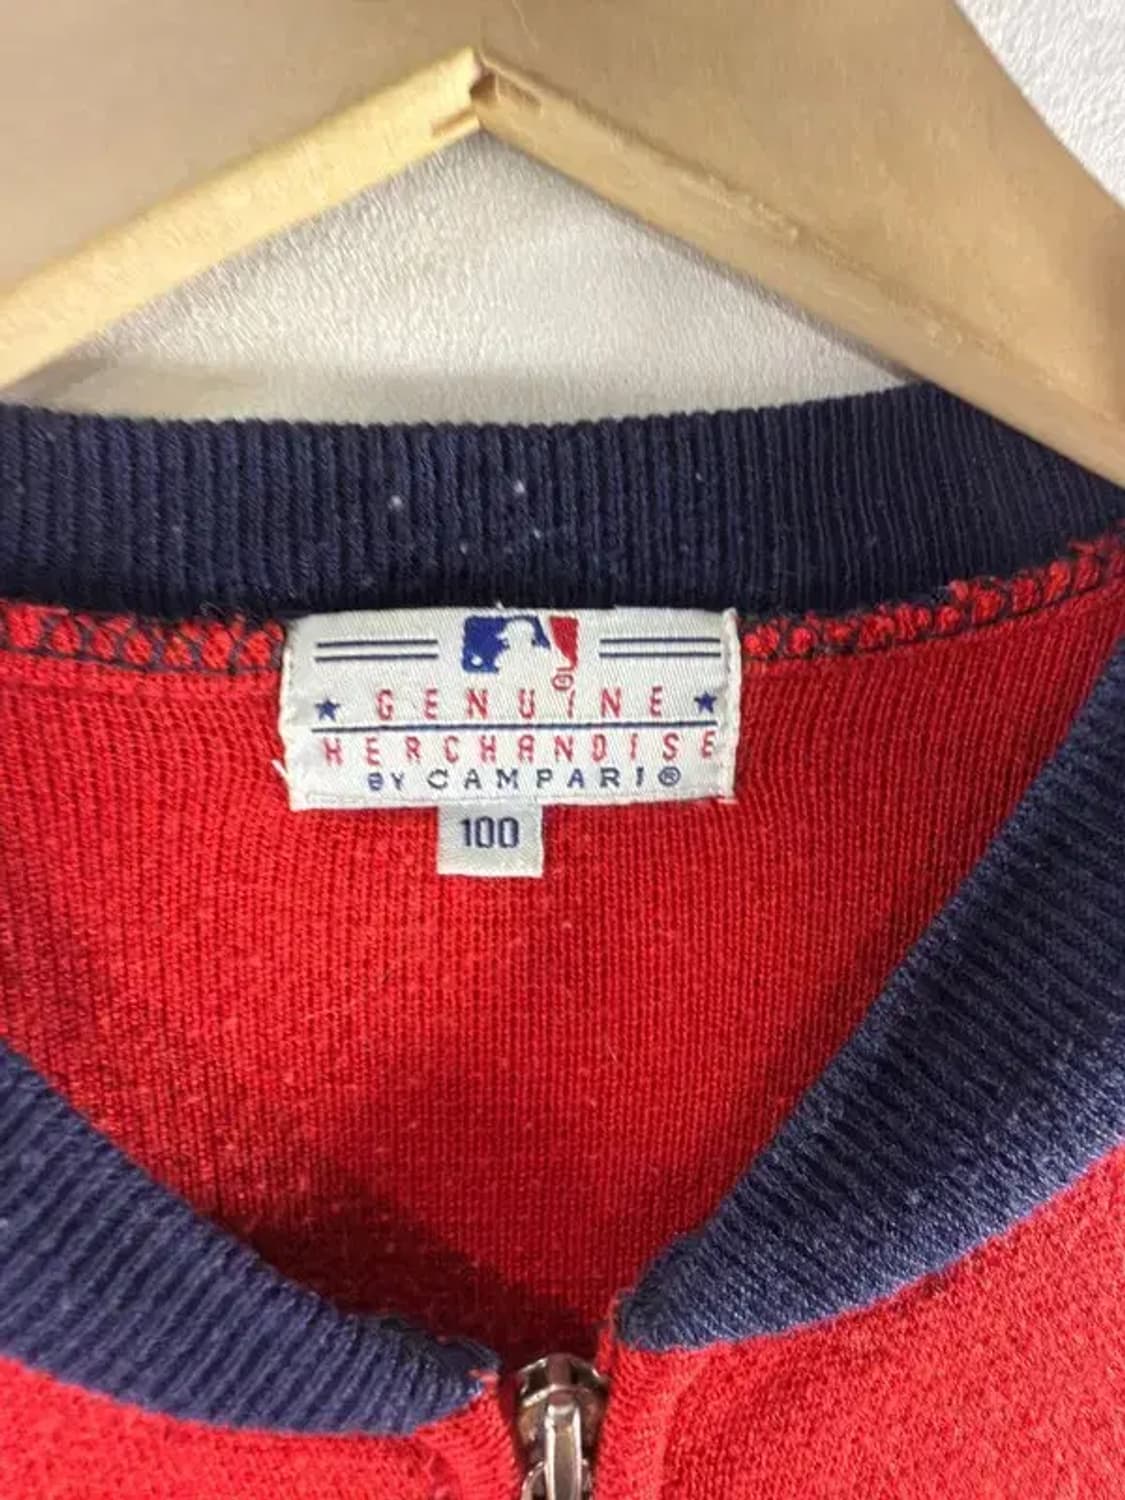 GENUINE
MERCHANDISE
BY CAMPARI®
100